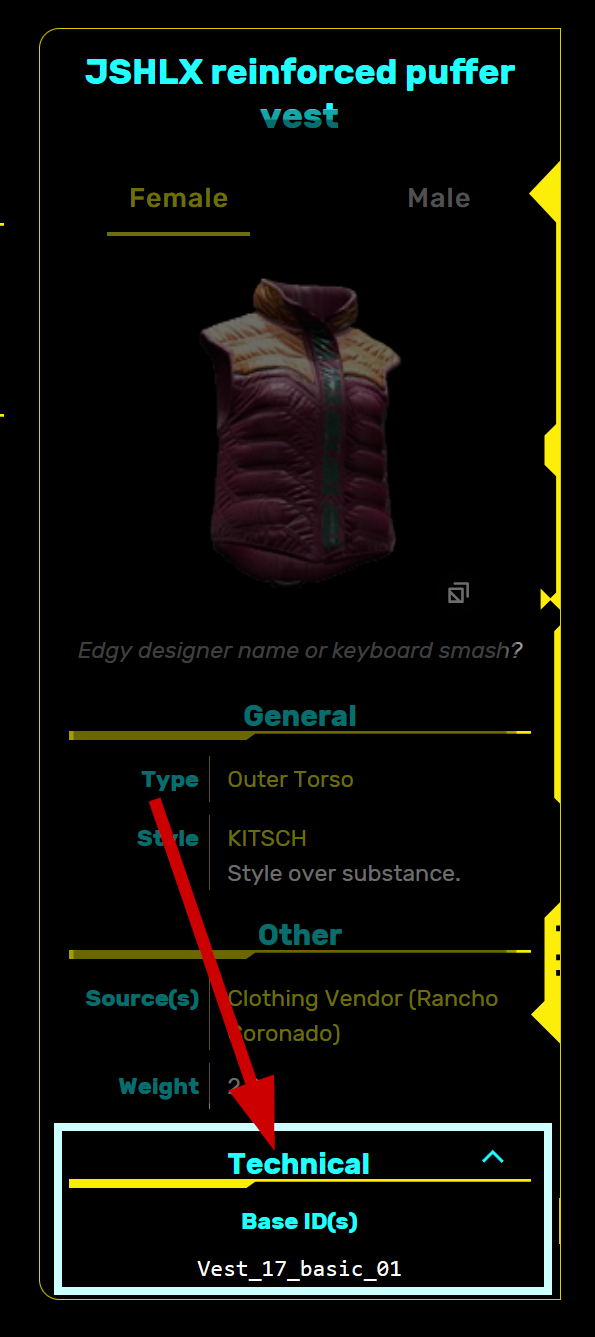 JSHLX reinforced puffer
vest
Female
Male
Edgy designer name or keyboard smash?
General
Type
Outer Torso
Style
KITSCH
Style over substance.
Other
Source(s)
Clothing Vendor (Rancho
Coronado)
Weight
Technical
Base ID(s)
Vest_17_basic_01